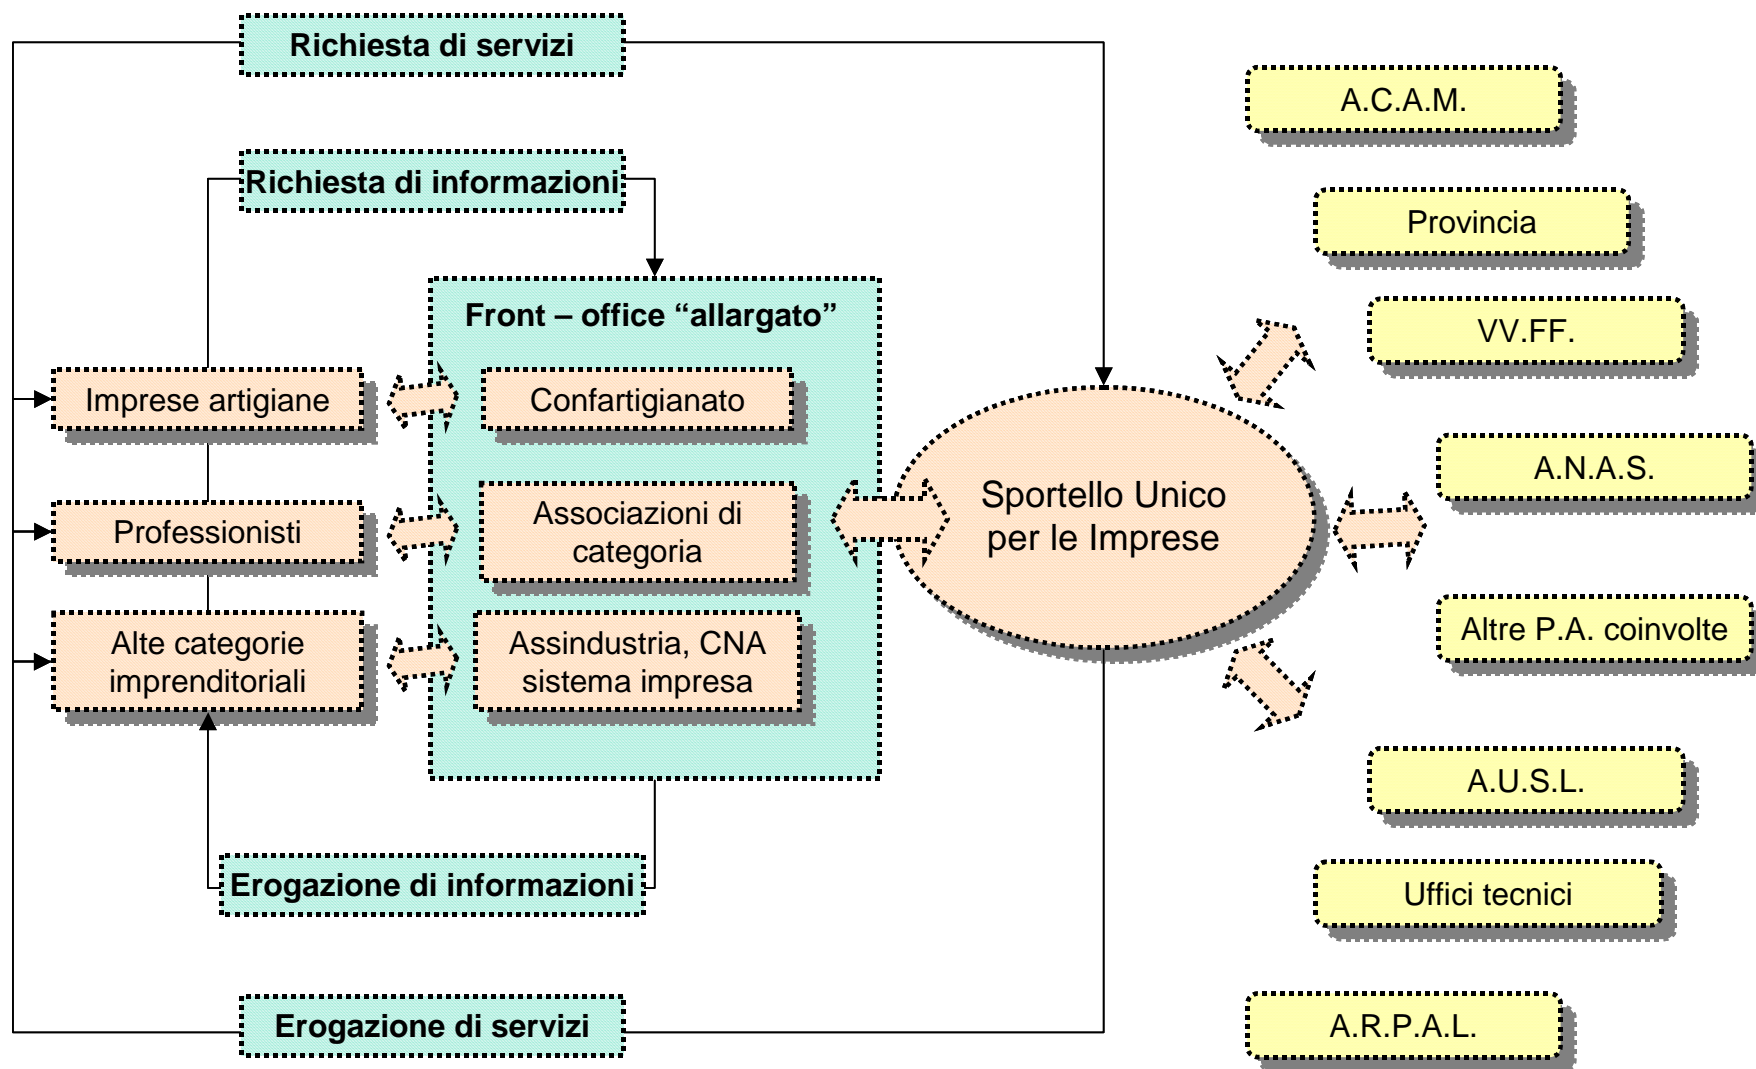 Richiesta di servizi
Richiesta di informazioni
Front – office “allargato”
Imprese artigiane
Confartigianato
Professionisti
Associazioni di
categoria
Alte categorie
imprenditoriali
Assindustria, CNA
sistema impresa
Erogazione di informazioni
Erogazione di servizi
Sportello Unico
per le Imprese
A.C.A.M.
Provincia
VV.FF.
A.N.A.S.
Altre P.A. coinvolte
A.U.S.L.
Uffici tecnici
A.R.P.A.L.